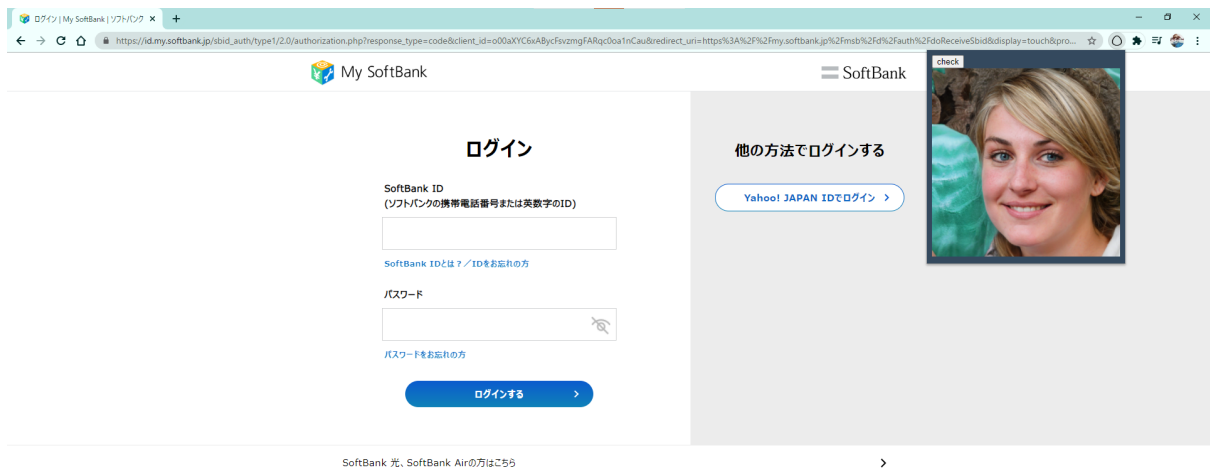 ログイン | My SoftBank | ソフトバンク
https://id.my.softbank.jp/sbid_auth/type1/2.0/authorization.php?response_type=code&client_id=o00aXYC6xABycFsvzmgFARqc0oa1nCau&redirect_uri=https%3A%2F%2Fmy.softbank.jp%2Fmsb%2Fd%2Fauth%2FdoReceiveSbid&display=touch&pro...
check
My SoftBank
SoftBank
ログイン
他の方法でログインする
SoftBank ID
(ソフトバンクの携帯電話番号または英数字のID)
Yahoo! JAPAN IDでログイン
SoftBank IDとは？／IDをお忘れの方
パスワード
パスワードをお忘れの方
ログインする
SoftBank 光、SoftBank Airの方はこちら